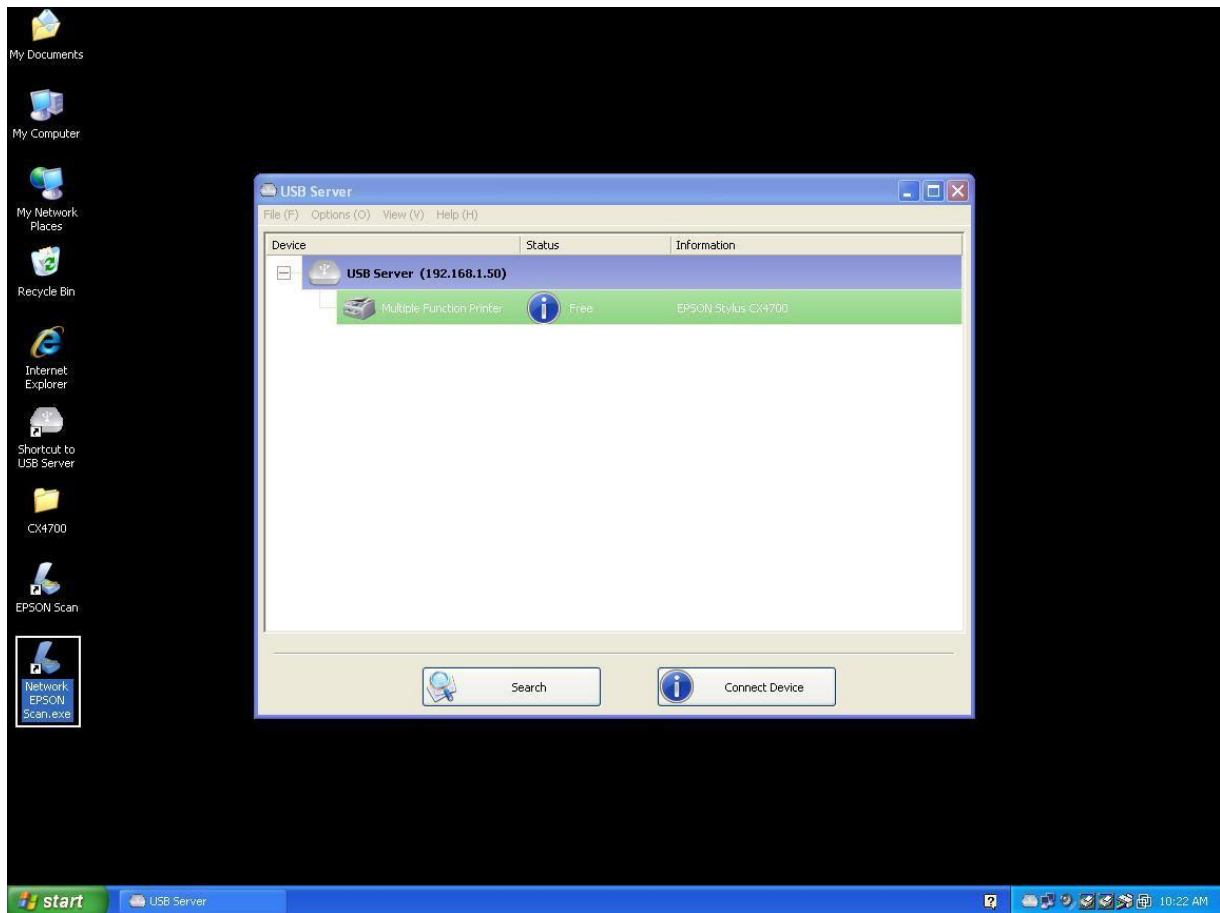 My Documents
My Computer
My Network
Places
Recycle Bin
Internet
Explorer
Shortcut to
USB Server
CX4700
EPSON Scan
Network
EPSON
Scan.exe
USB Server
File (F) Options (O) View (V) Help (H)
Device Status Information
USB Server (192.168.1.50)
Multiple Function Printer Free EPSON Stylus CX4700
Search Connect Device
start USB Server 10:22 AM